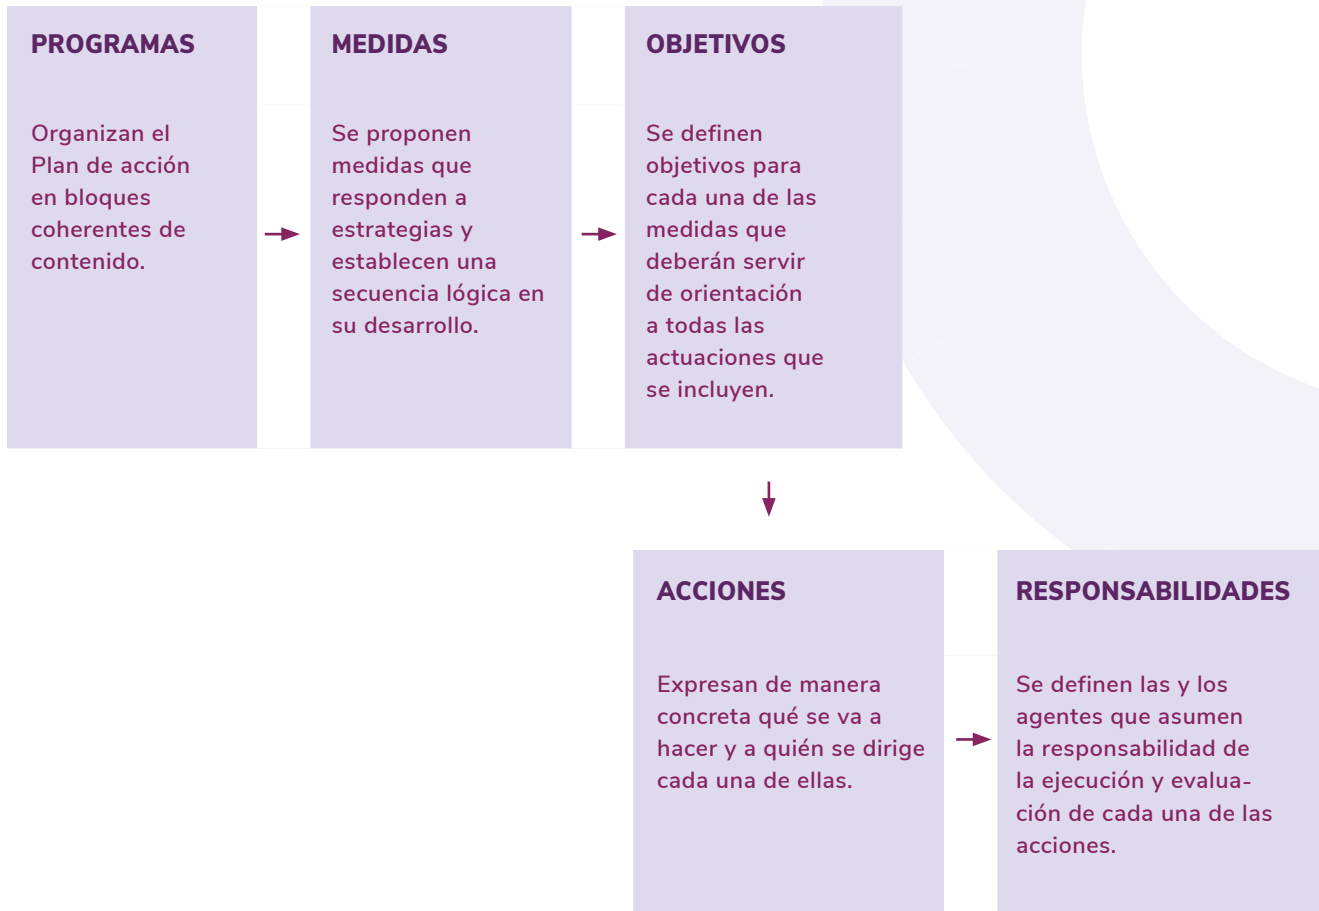 PROGRAMAS
Organizan el
Plan de acción
en bloques
coherentes de
contenido.
MEDIDAS
Se proponen
medidas que
responden a
estrategias y
establecen una
secuencia lógica en
su desarrollo.
OBJETIVOS
Se definen
objetivos para
cada una de las
medidas que
deberán servir
de orientación
a todas las
actuaciones que
se incluyen.
ACCIONES
Expresan de manera
concreta qué se va a
hacer y a quién se dirige
cada una de ellas.
RESPONSABILIDADES
Se definen las y los
agentes que asumen
la responsabilidad de
la ejecución y evalua-
ción de cada una de las
acciones.